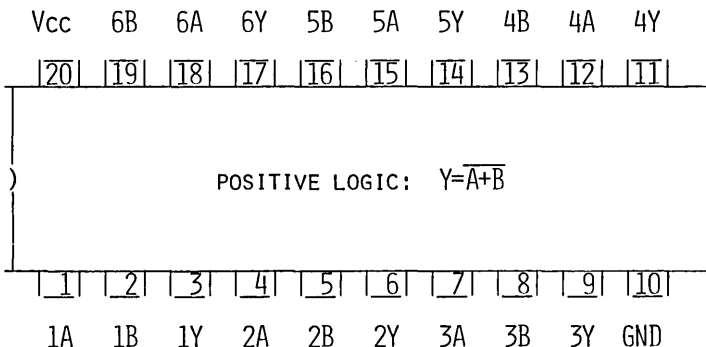 Vcc 6B 6A 6Y 5B 5A 5Y 4B 4A 4Y
20 19 18 17 16 15 14 13 12 11
POSITIVE LOGIC: Y=A̅+̅B̅
1 2 3 4 5 6 7 8 9 10
1A 1B 1Y 2A 2B 2Y 3A 3B 3Y GND